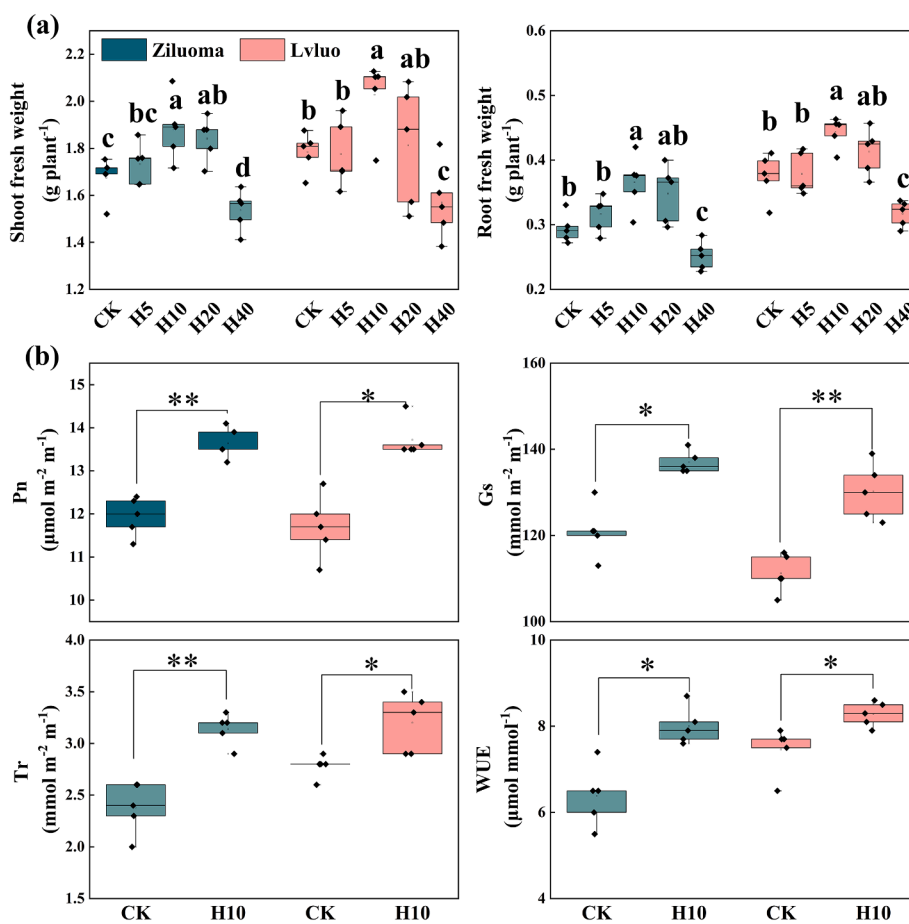 (a)
Ziluoma Lvluo
Shoot fresh weight
(g plant⁻¹)
2.2
2.0
1.8
1.6
1.4
1.2
c bc a ab d b b a ab c
CK H5 H10 H20 H40 CK H5 H10 H20 H40
Root fresh weight
(g plant⁻¹)
0.6
0.5
0.4
0.3
0.2
b b a ab c b b a ab c
CK H5 H10 H20 H40 CK H5 H10 H20 H40
(b)
Pn
(μmol m⁻² m⁻¹)
15
14
13
12
11
10
** *
Gs
(mmol m⁻² m⁻¹)
160
140
120
100
* **
Tr
(mmol m⁻² m⁻¹)
4.0
3.5
3.0
2.5
2.0
1.5
** *
CK H10 CK H10
WUE
(μmol mmol⁻¹)
10
8
6
4
* *
CK H10 CK H10